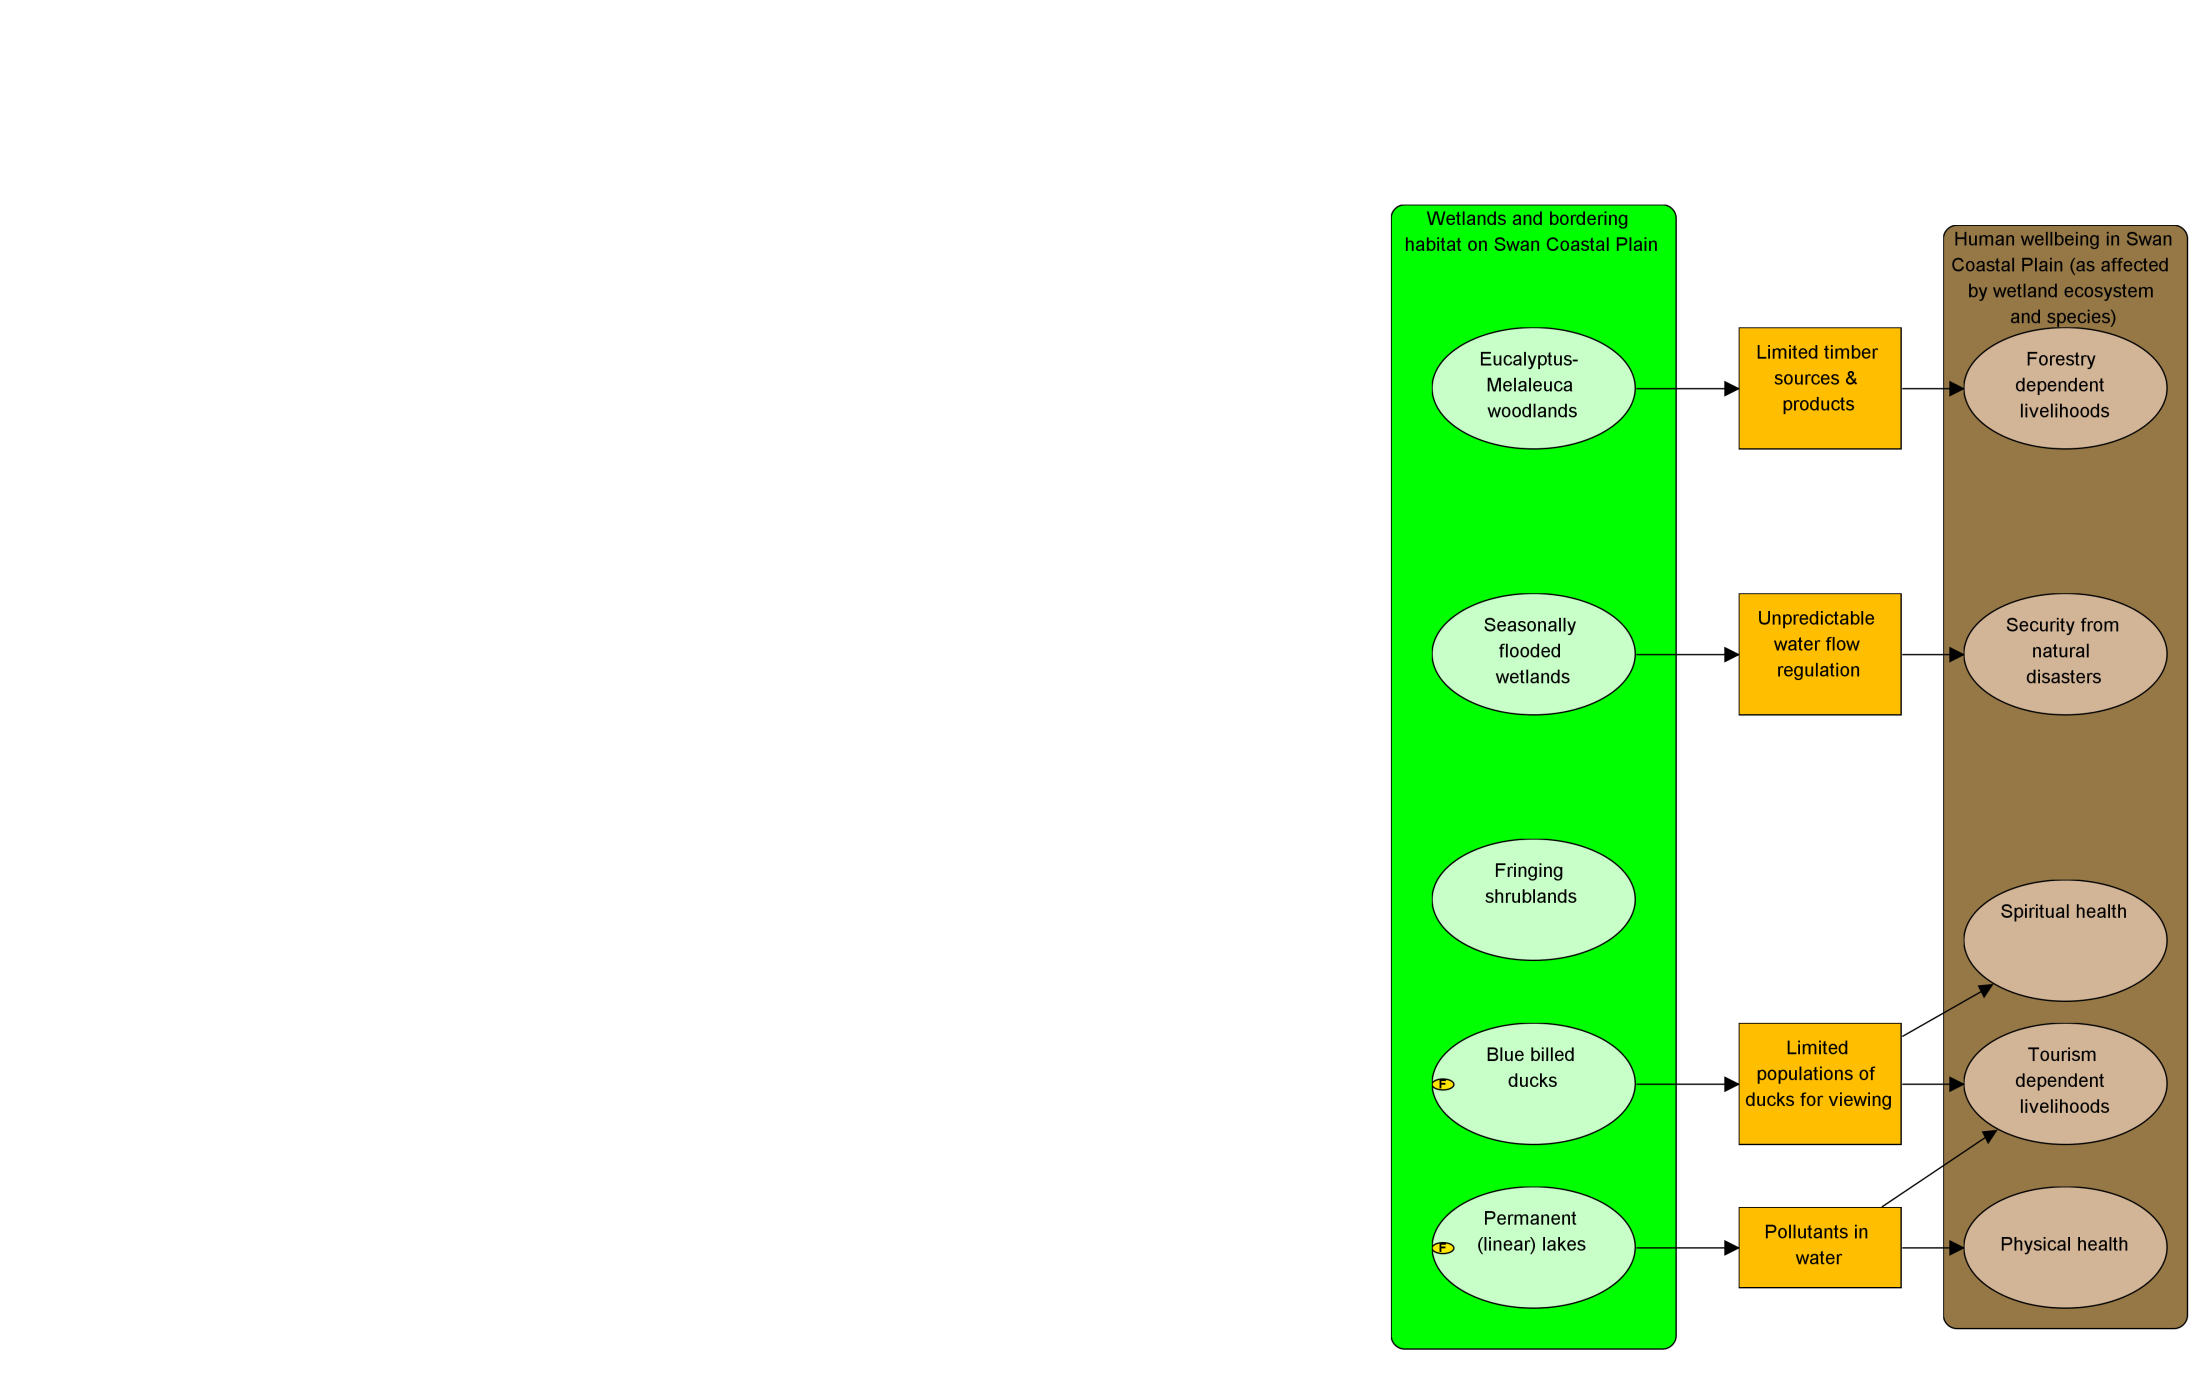 Wetlands and bordering
habitat on Swan Coastal Plain
Human wellbeing in Swan
Coastal Plain (as affected
by wetland ecosystem
and species)
Eucalyptus-
Melaleuca
woodlands
Limited timber
sources &
products
Forestry
dependent
livelihoods
Seasonally
flooded
wetlands
Unpredictable
water flow
regulation
Security from
natural
disasters
Fringing
shrublands
Spiritual health
Blue billed
ducks
F
Limited
populations of
ducks for viewing
Tourism
dependent
livelihoods
Permanent
(linear) lakes
F
Pollutants in
water
Physical health